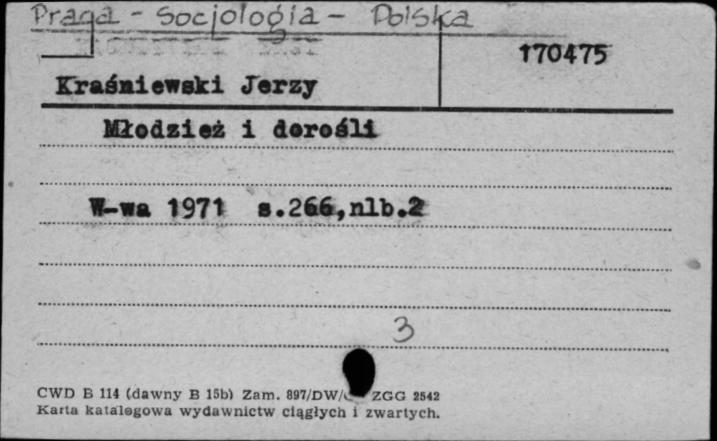 Praca - Socjologia - Polska
170475
Kraśniewski Jerzy
Młodzież i dorośli
W-wa 1971 s.266,nlb.2
3
CWD B 114 (dawny B 15b) Zam. 897/DW/ ZGG 2542
Karta katalogowa wydawnictw ciągłych i zwartych.